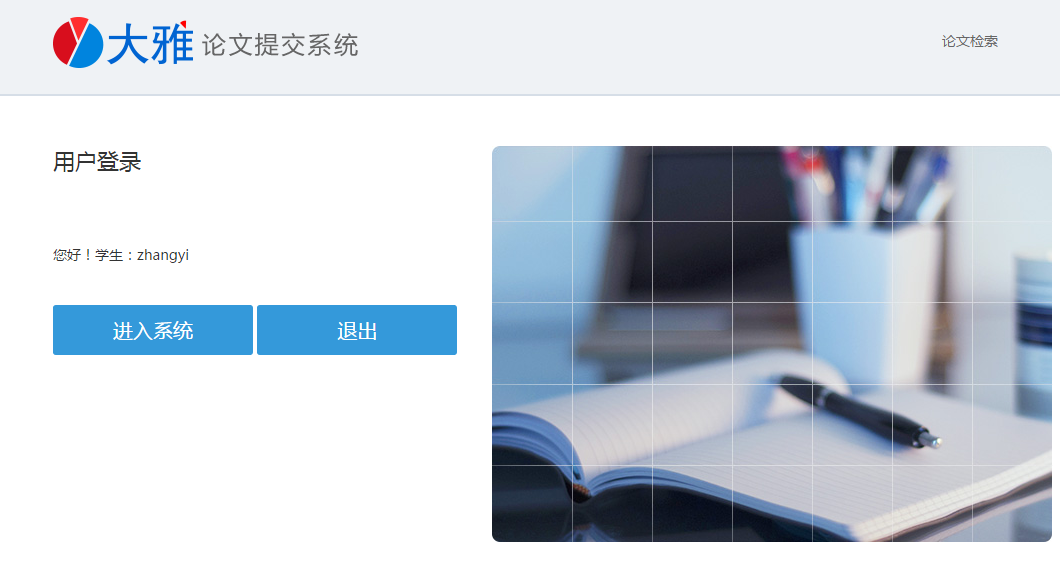 大雅 论文提交系统
论文检索
用户登录
您好！学生：zhangyi
进入系统
退出